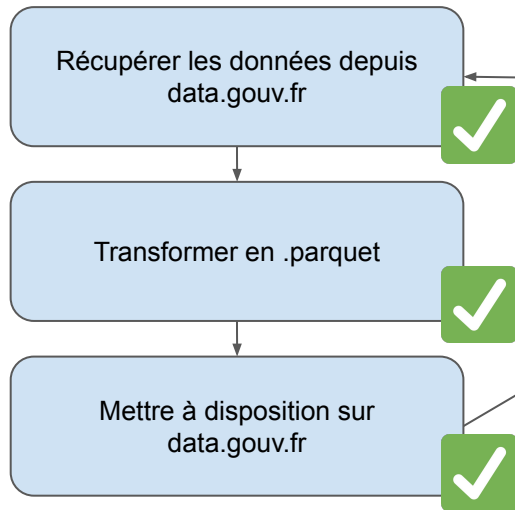 Récupérer les données depuis
data.gouv.fr
Transformer en .parquet
Mettre à disposition sur
data.gouv.fr